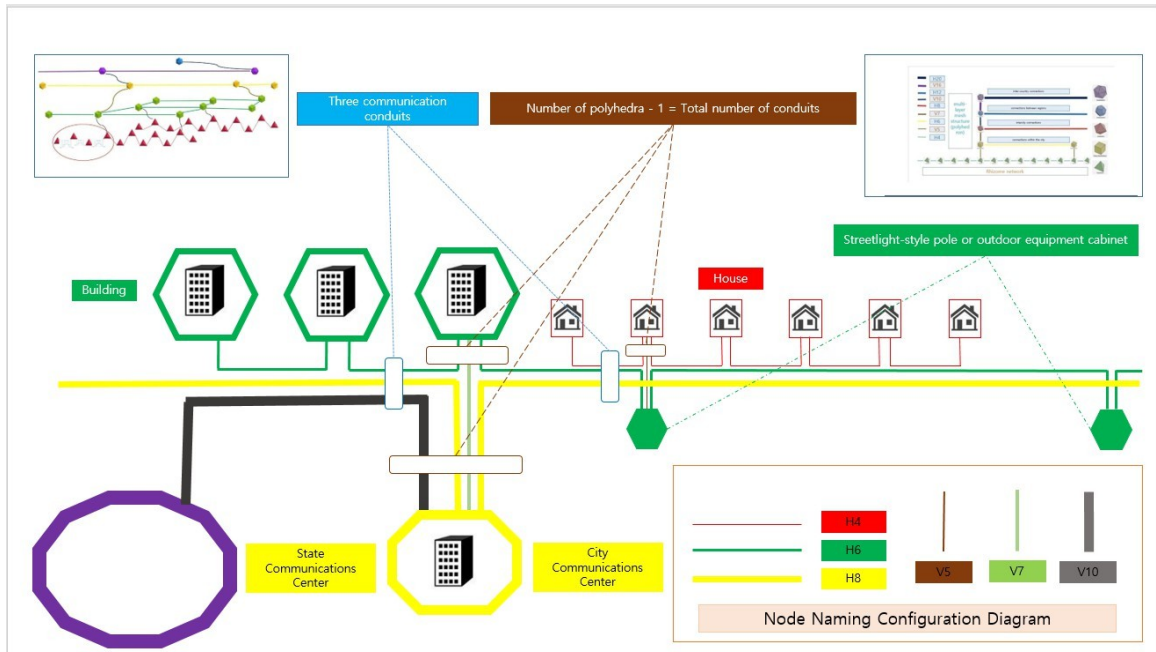 Three communication
conduits
Number of polyhedra - 1 = Total number of conduits
Streetlight-style pole or outdoor equipment cabinet
Building
House
State
Communications
Center
City
Communications
Center
H4
H6
H8
V5
V7
V10
Node Naming Configuration Diagram